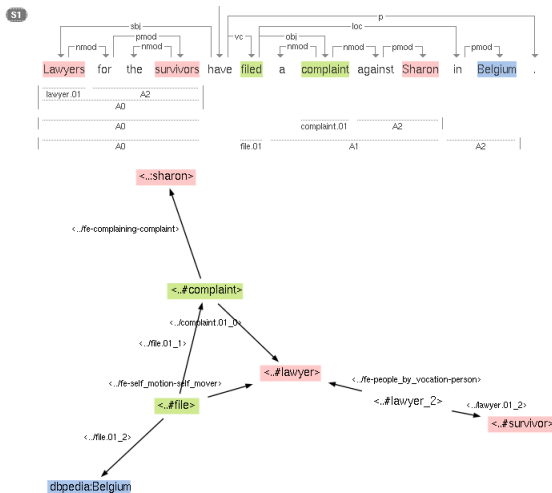 S1
p
sbj loc
pmod vc obj
nmod nmod nmod nmod pmod pmod
Lawyers for the survivors have filed a complaint against Sharon in Belgium .
lawyer.01 A2
A0
A0 complaint.01 A2
A0 file.01 A1 A2
<..:sharon>
<../fe-complaining-complaint>
<..#complaint>
<../complaint.01_0>
<../file.01_1>
<..#lawyer>
<../fe-self_motion-self_mover>
<../fe-people_by_vocation-person>
<..#file>
<..#lawyer_2>
<../lawyer.01_2>
<..#survivor>
<../file.01_2>
dbpedia:Belgium